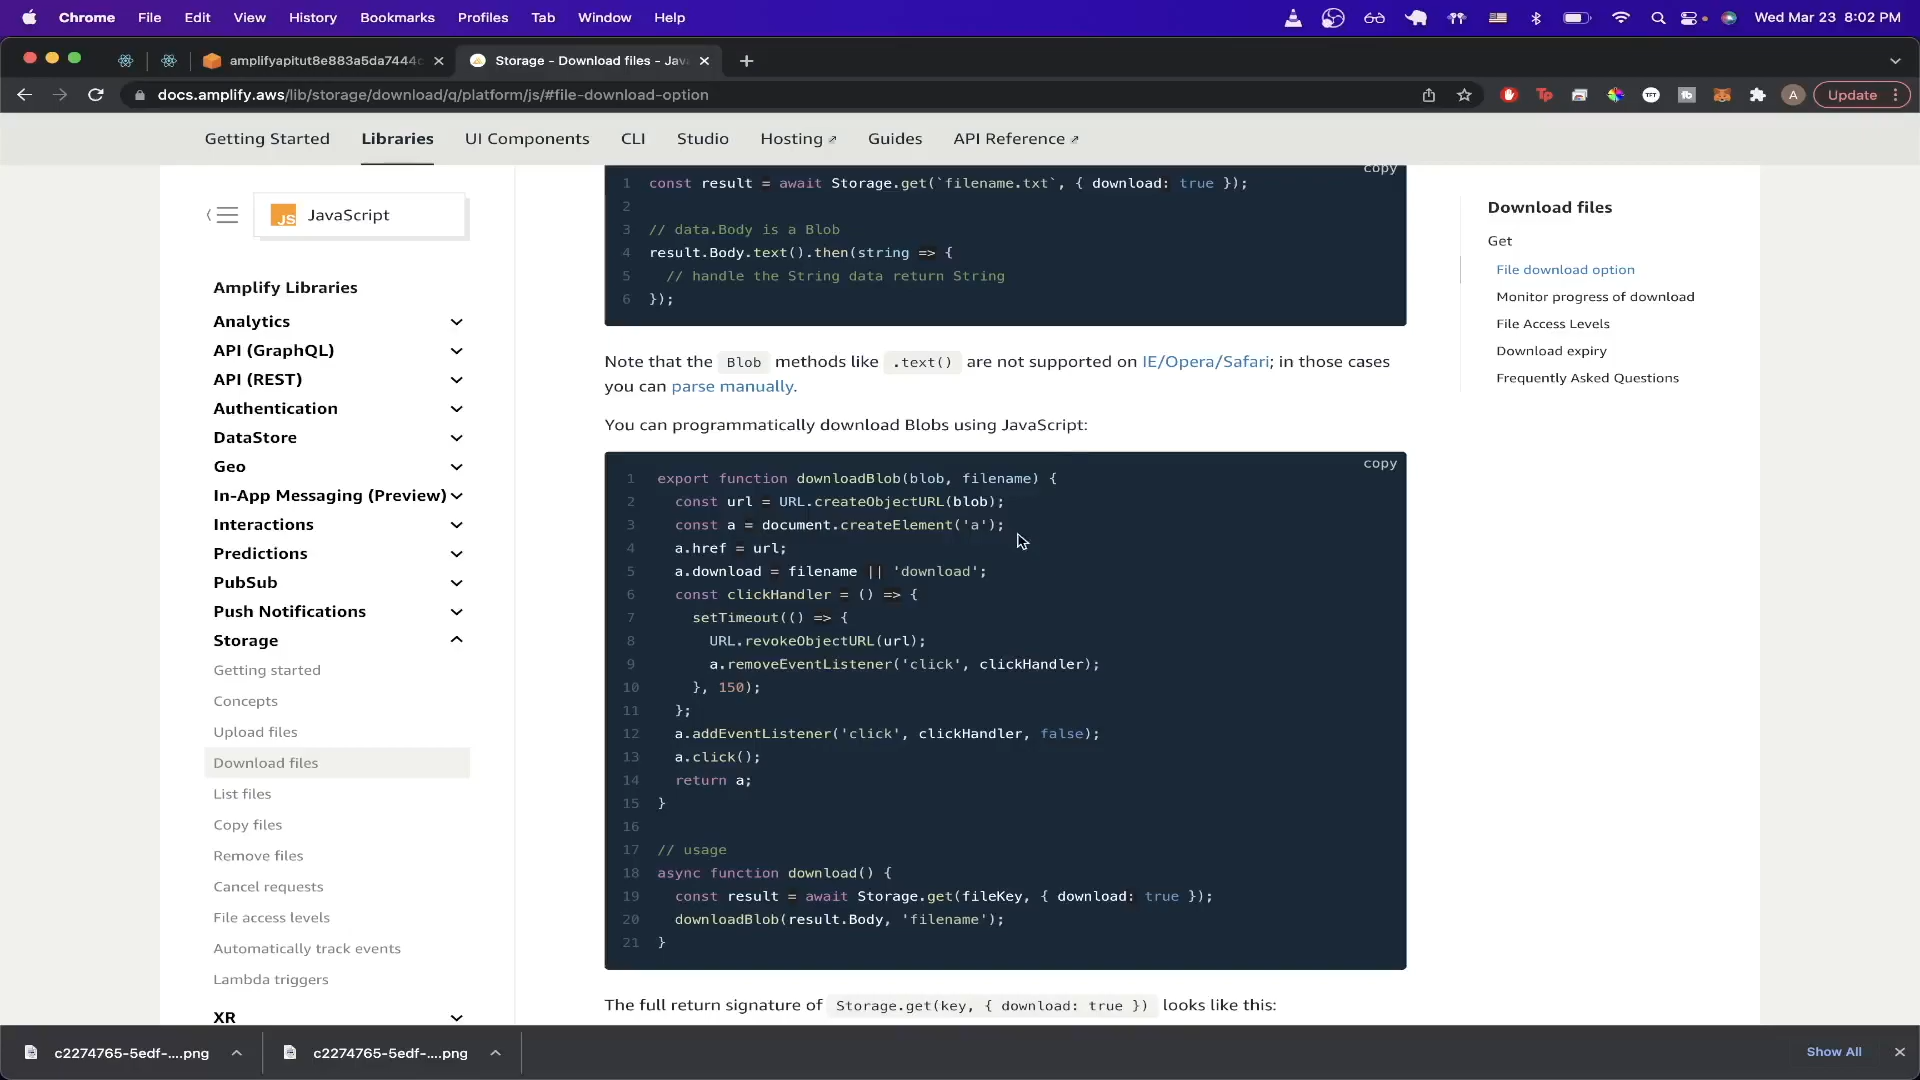 Chrome File Edit View History Bookmarks Profiles Tab Window Help Wed Mar 23 8:02 PM
amplifyapitut8e883a5da7444c Storage - Download files - Jav
docs.amplify.aws/lib/storage/download/q/platform/js/#file-download-option Update
Getting Started Libraries UI Components CLI Studio Hosting Guides API Reference
JS JavaScript
Amplify Libraries
Analytics
API (GraphQL)
API (REST)
Authentication
DataStore
Geo
In-App Messaging (Preview)
Interactions
Predictions
PubSub
Push Notifications
Storage
Getting started
Concepts
Upload files
Download files
List files
Copy files
Remove files
Cancel requests
File access levels
Automatically track events
Lambda triggers
XR
copy
1 const result = await Storage.get(`filename.txt`, { download: true });
2
3 // data.Body is a Blob
4 result.Body.text().then(string => {
5 // handle the String data return String
6 });
Note that the Blob methods like .text() are not supported on IE/Opera/Safari; in those cases
you can parse manually.
You can programmatically download Blobs using JavaScript:
copy
1 export function downloadBlob(blob, filename) {
2 const url = URL.createObjectURL(blob);
3 const a = document.createElement('a');
4 a.href = url;
5 a.download = filename || 'download';
6 const clickHandler = () => {
7 setTimeout(() => {
8 URL.revokeObjectURL(url);
9 a.removeEventListener('click', clickHandler);
10 }, 150);
11 };
12 a.addEventListener('click', clickHandler, false);
13 a.click();
14 return a;
15 }
16
17 // usage
18 async function download() {
19 const result = await Storage.get(fileKey, { download: true });
20 downloadBlob(result.Body, 'filename');
21 }
The full return signature of Storage.get(key, { download: true }) looks like this:
Download files
Get
File download option
Monitor progress of download
File Access Levels
Download expiry
Frequently Asked Questions
c2274765-5edf-....png c2274765-5edf-....png Show All